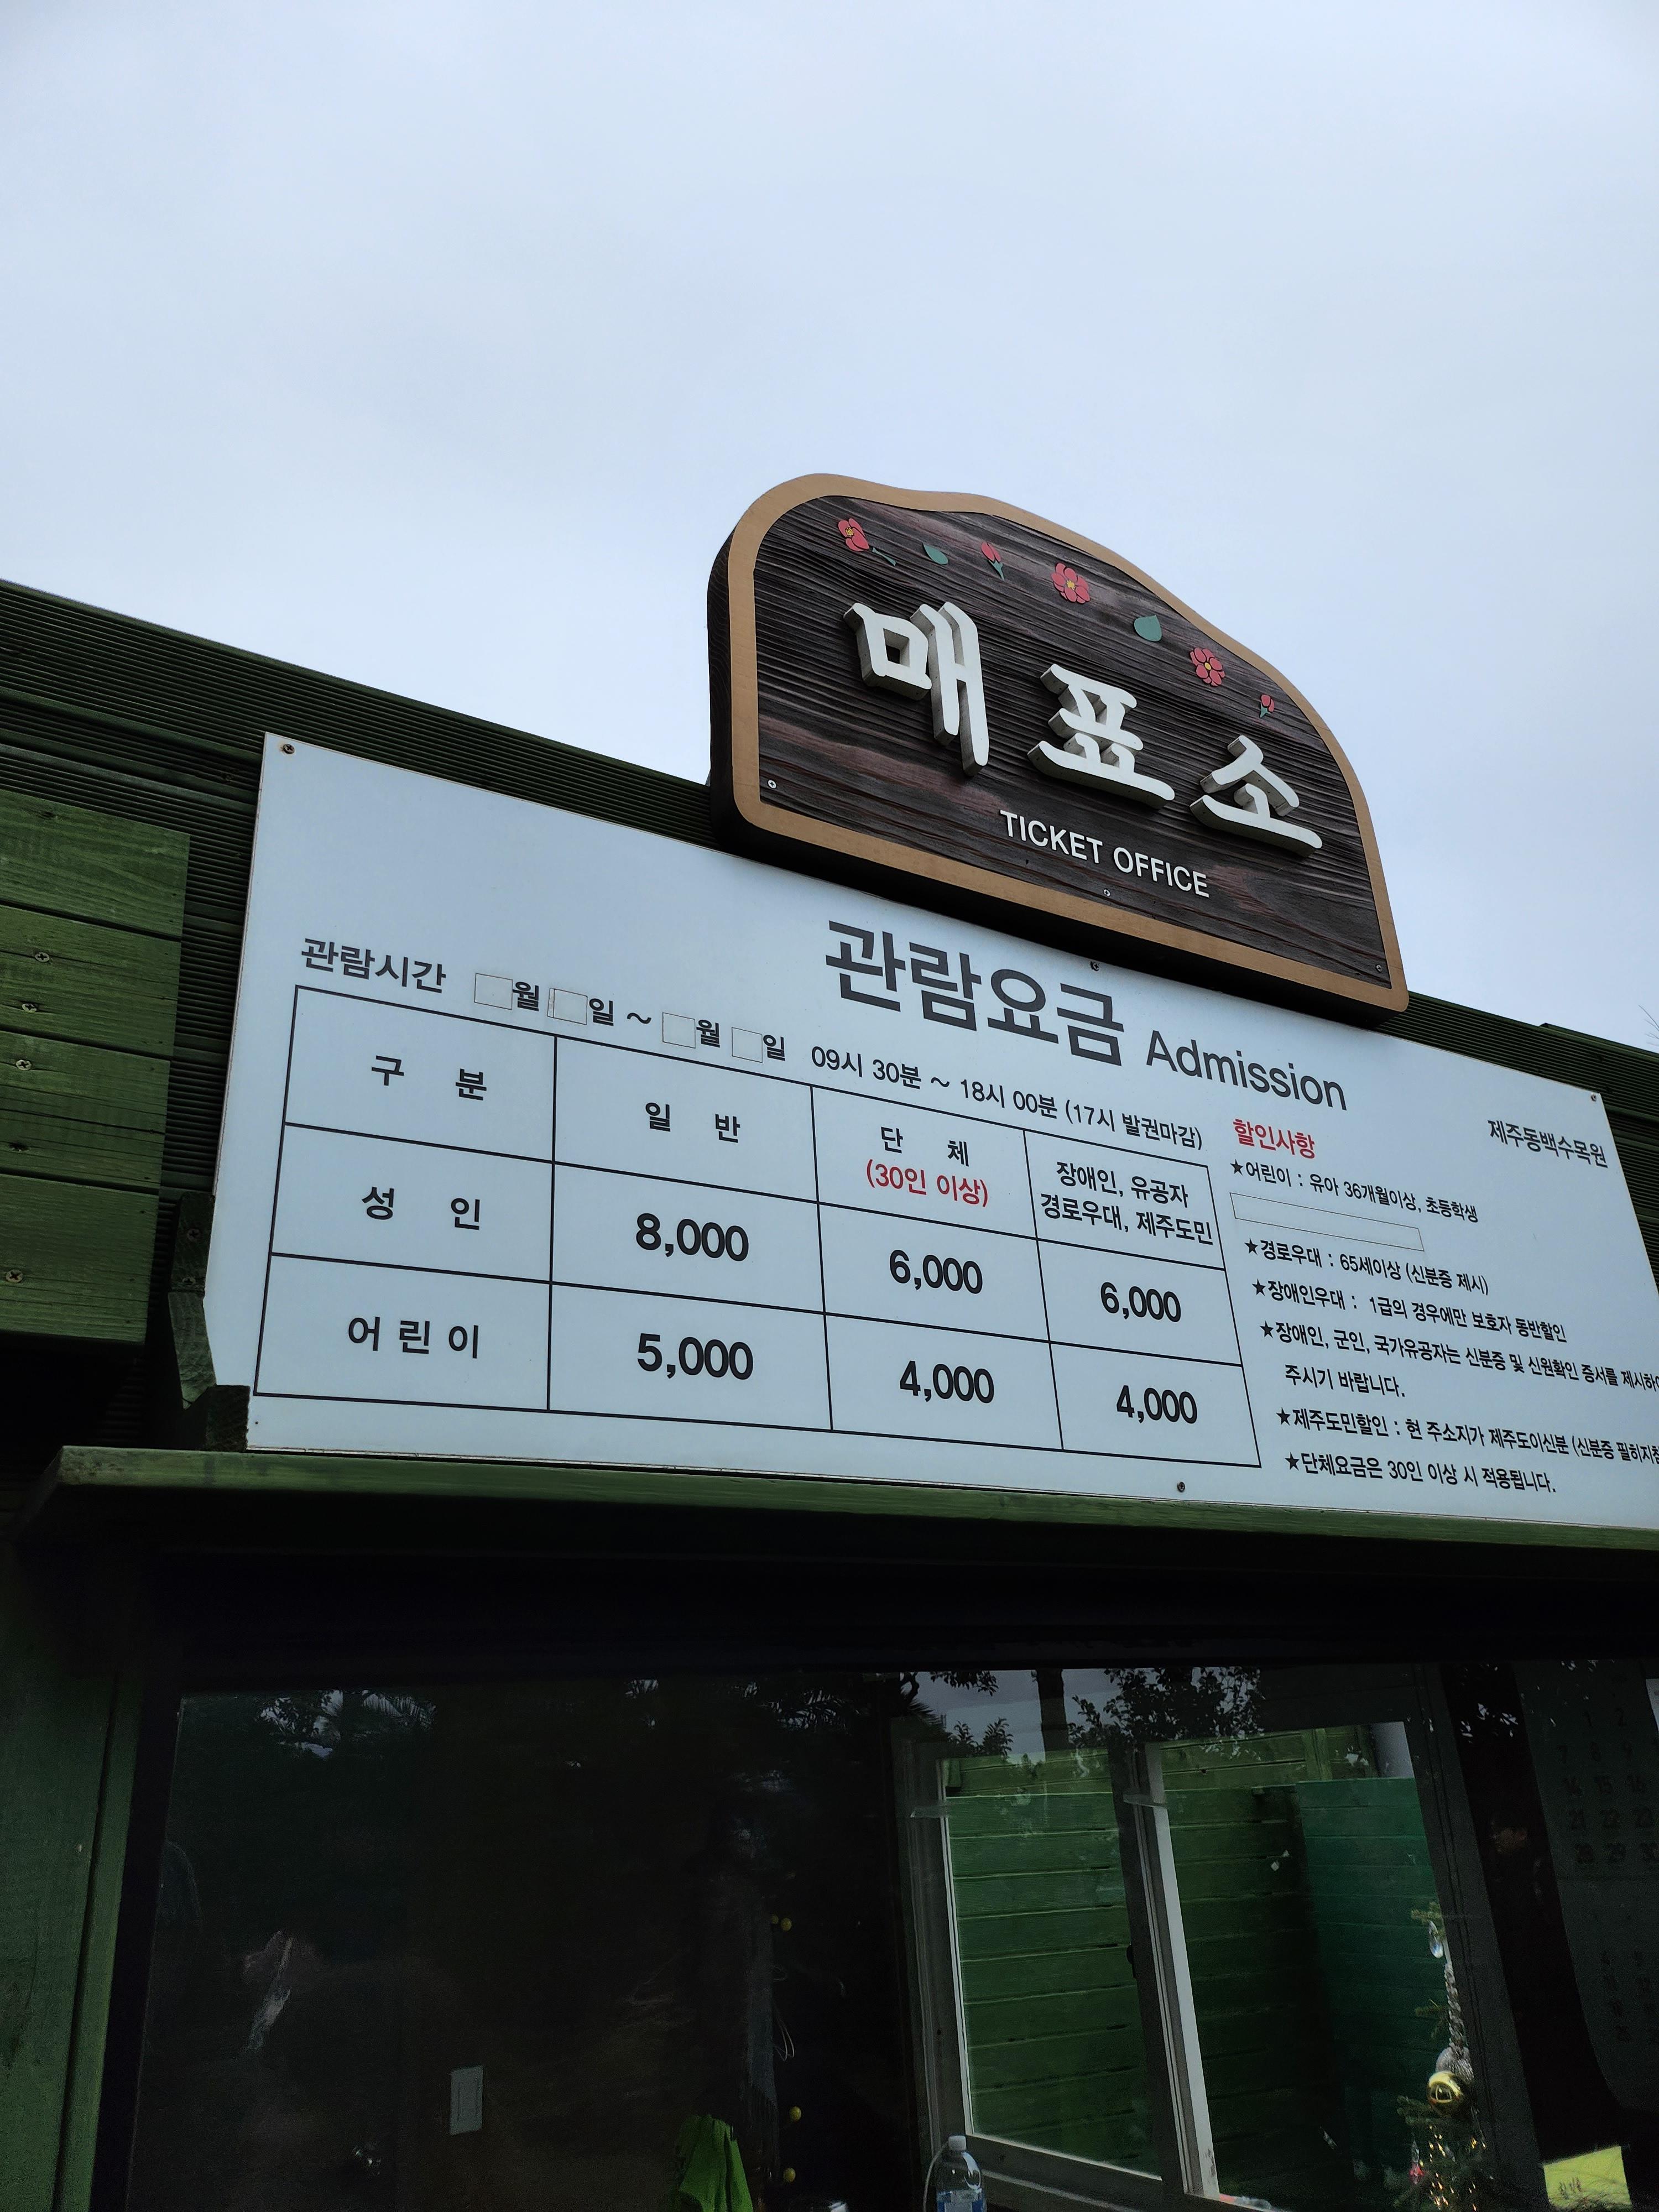 매표소
TICKET OFFICE
관람요금 Admission
관람시간 월 일 ~ 월 일 09시 30분 ~ 18시 00분 (17시 발권마감)
구 분 일 반 단 체 (30인 이상) 장애인, 유공자 경로우대, 제주도민
성 인 8,000 6,000 6,000
어린이 5,000 4,000 4,000
제주동백수목원
할인사항
★어린이 : 유아 36개월이상, 초등학생
★경로우대 : 65세이상 (신분증 제시)
★장애인우대 : 1급의 경우에만 보호자 동반할인
★장애인, 군인, 국가유공자는 신분증 및 신원확인 증서를 제시하
주시기 바랍니다.
★제주도민할인 : 현 주소지가 제주도이신분 (신분증 필히지참
★단체요금은 30인 이상 시 적용됩니다.